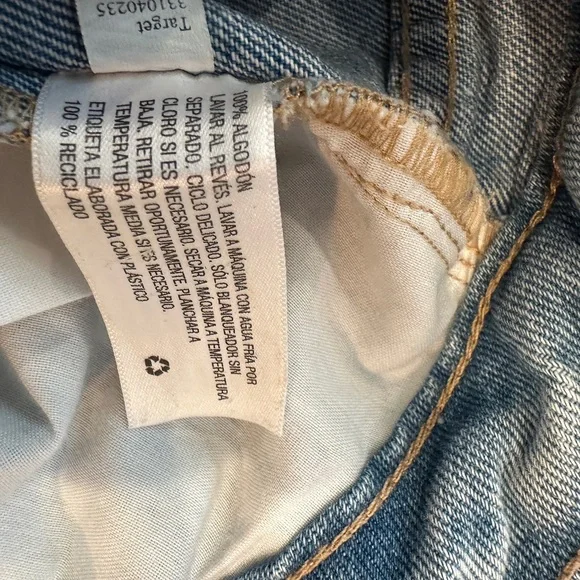 Target
331040235
100% ALGODÓN
LAVAR AL REVÉS. LAVAR A MÁQUINA CON AGUA FRÍA POR
SEPARADO. CICLO DELICADO. SÓLO BLANQUEADOR SIN
CLORO SI ES NECESARIO. SECAR A MÁQUINA A TEMPERATURA
BAJA. RETIRAR OPORTUNAMENTE. PLANCHAR A
TEMPERATURA MEDIA SI ES NECESARIO.
ETIQUETA ELABORADA CON PLÁSTICO
100 % RECICLADO